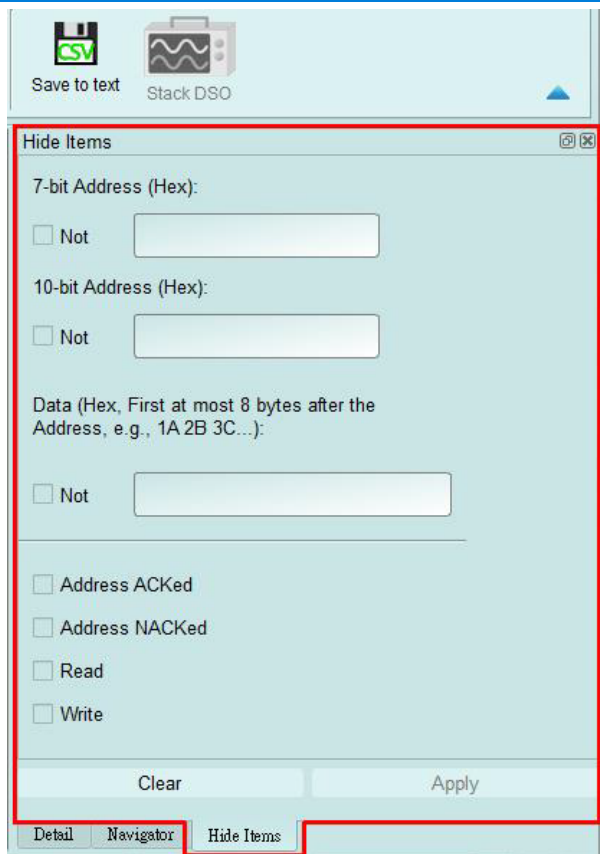 CSV
Save to text
Stack DSO
Hide Items
7-bit Address (Hex):
Not
10-bit Address (Hex):
Not
Data (Hex, First at most 8 bytes after the
Address, e.g., 1A 2B 3C...):
Not
Address ACKed
Address NACKed
Read
Write
Clear Apply
Detail Navigator Hide Items